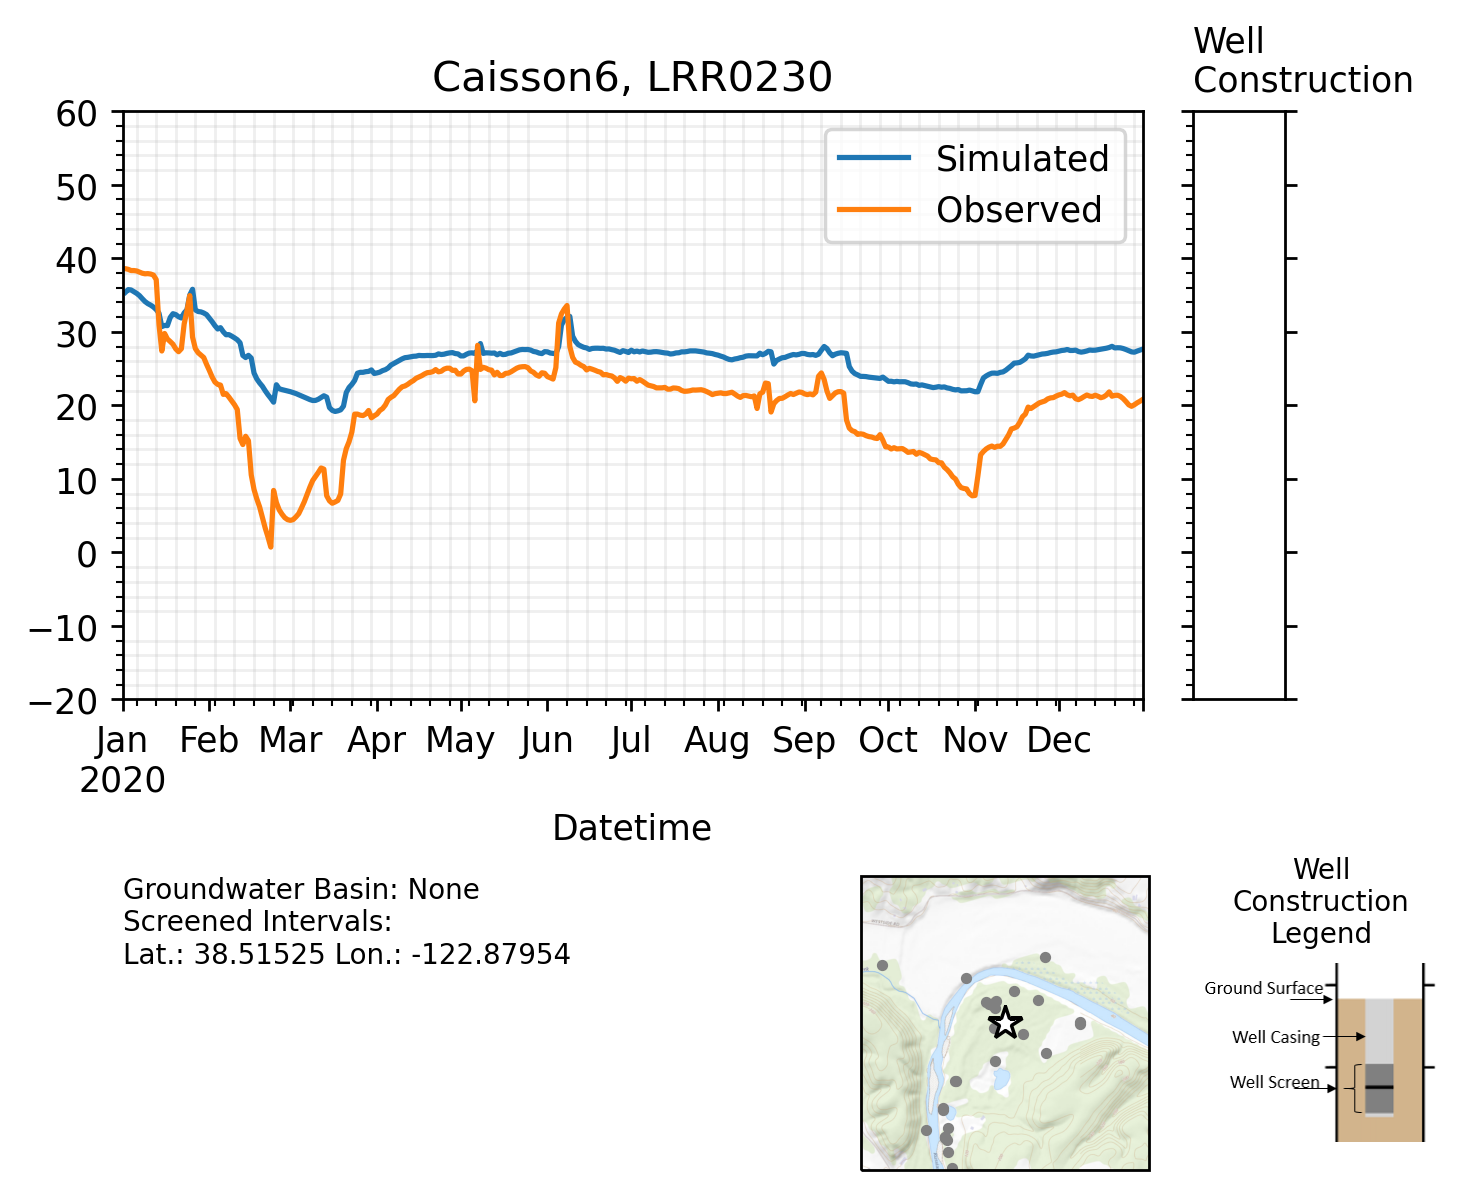 Well
Construction
Caisson6, LRR0230
60
50
40
30
20
10
0
−10
−20
Simulated
Observed
Jan Feb Mar Apr May Jun Jul Aug Sep Oct Nov Dec
2020
Datetime
Groundwater Basin: None
Screened Intervals:
Lat.: 38.51525 Lon.: -122.87954
Well
Construction
Legend
Ground Surface
Well Casing
Well Screen